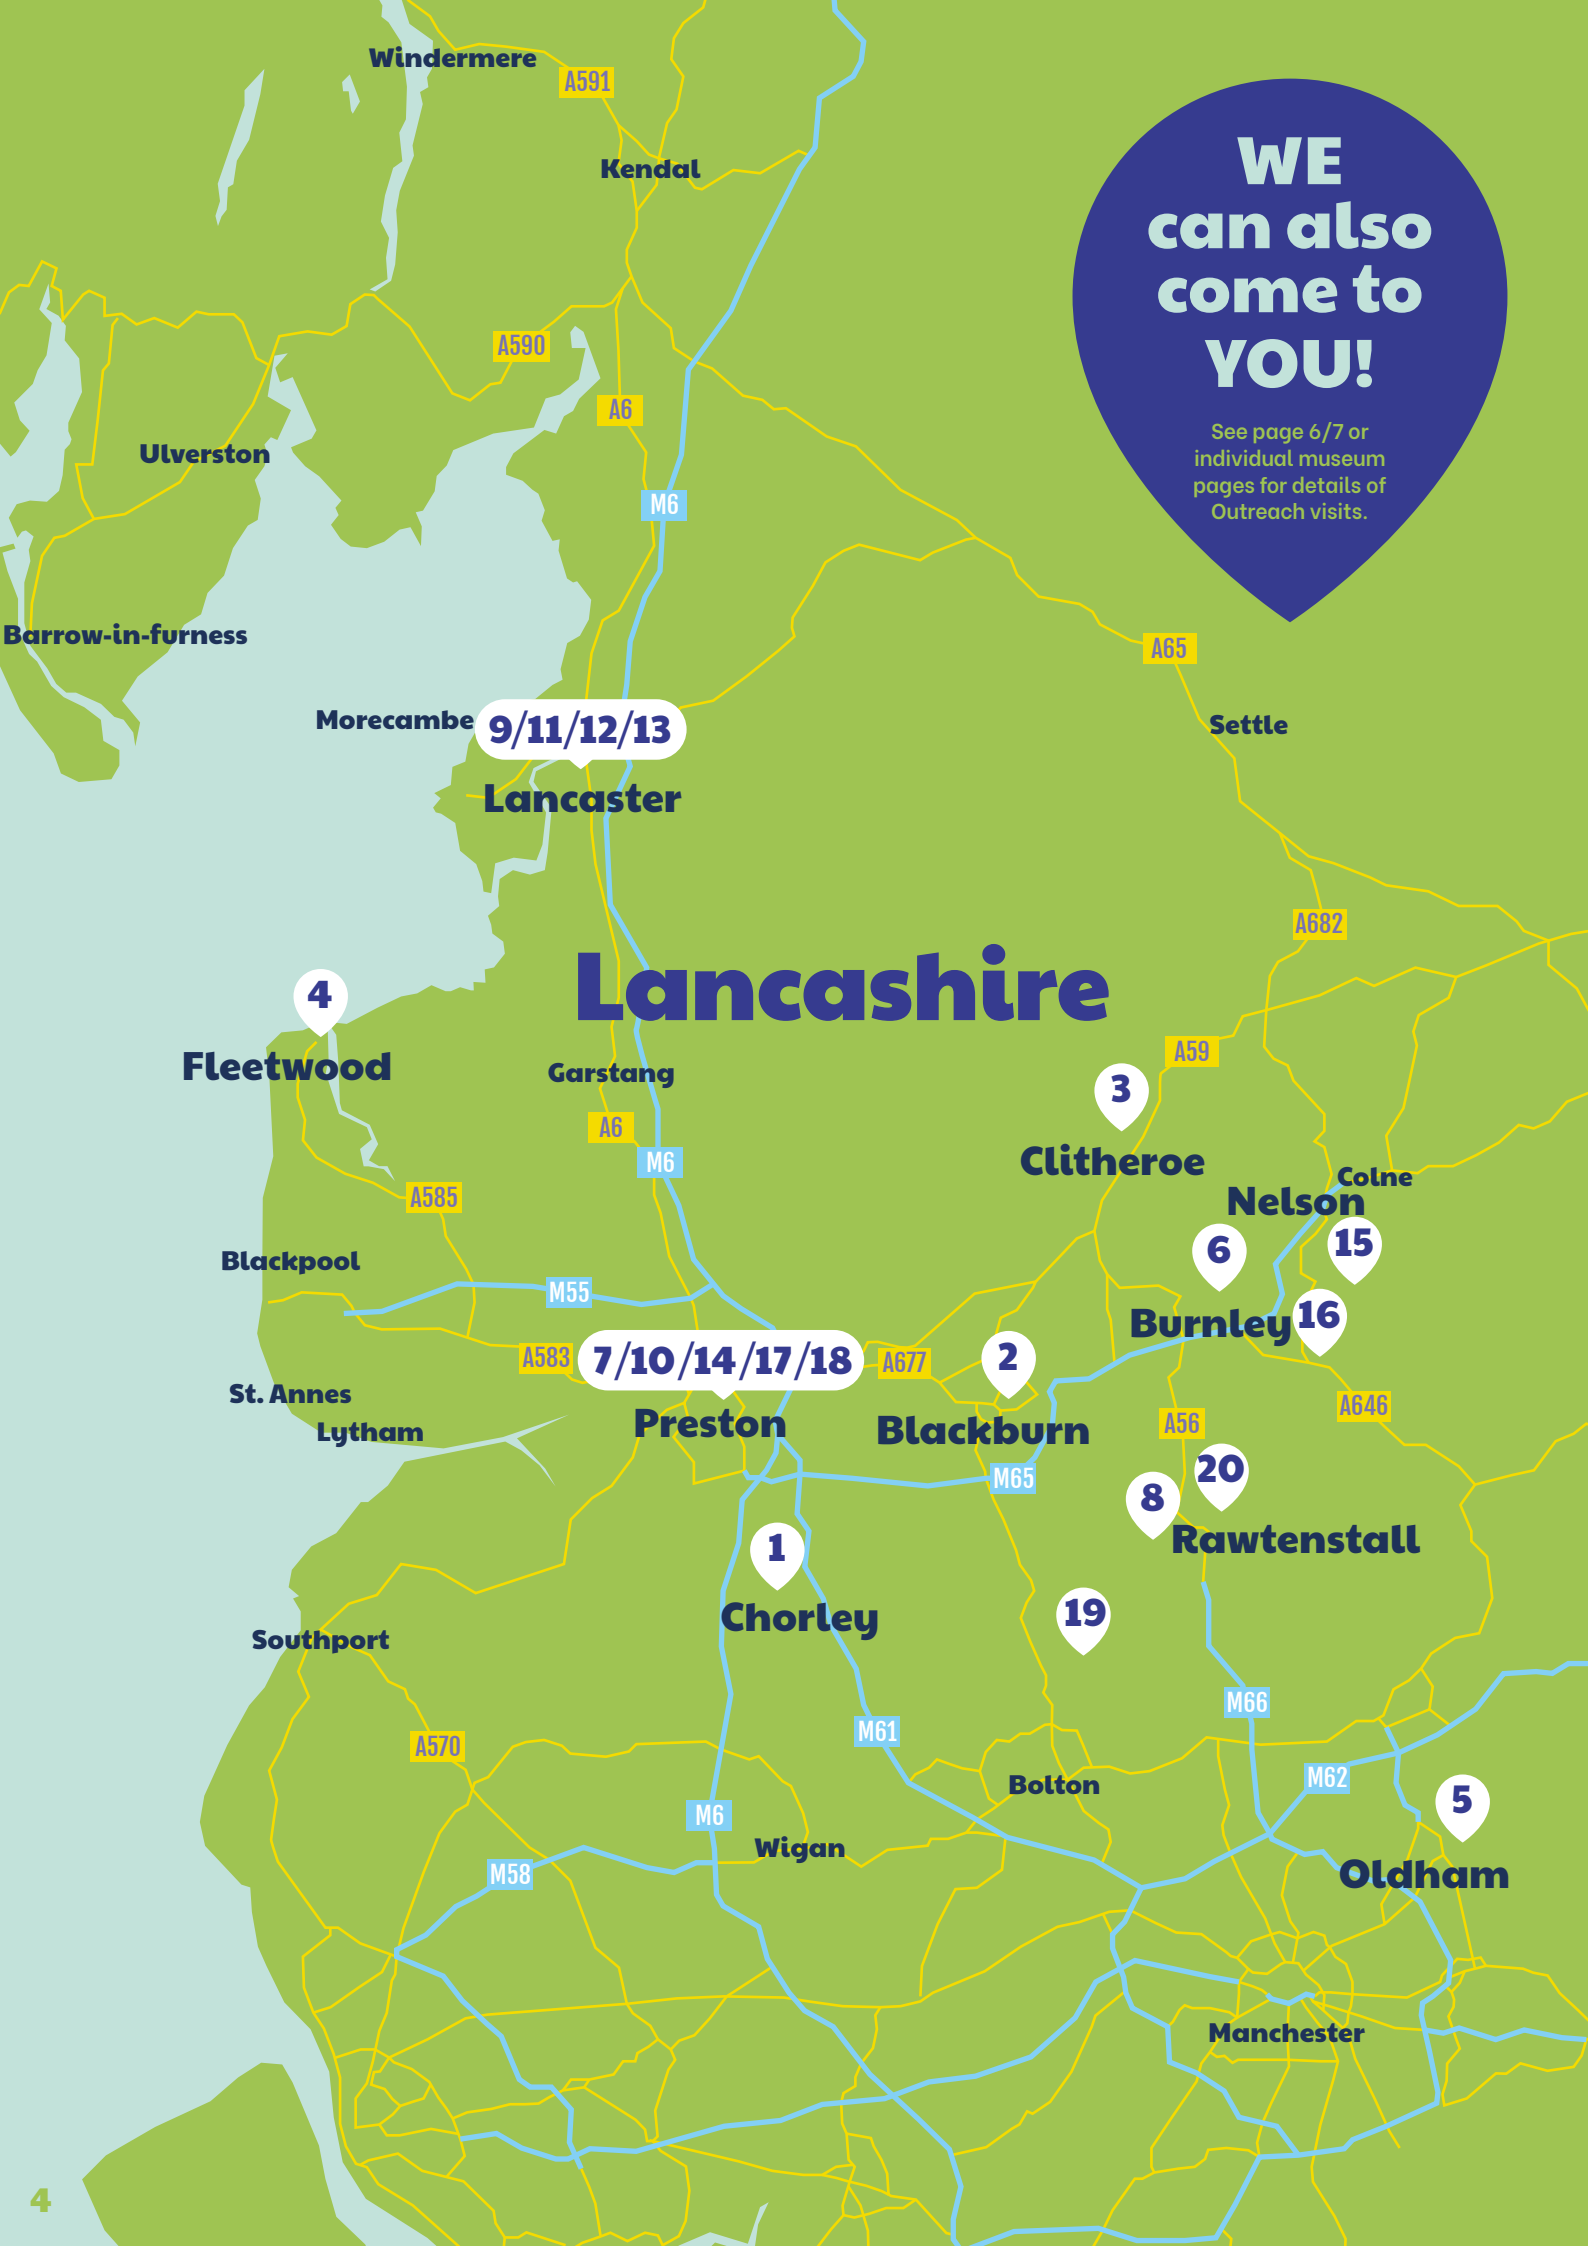 Windermere
A591
WE
can also
come to
YOU!
Kendal
A590
A6
See page 6/7 or
individual museum
pages for details of
Outreach visits.
Ulverston
M6
Barrow-in-furness
A65
Morecambe
9/11/12/13
Settle
Lancaster
A682
Lancashire
4
Fleetwood
A59
Garstang
3
A6
M6
Clitheroe
Colne
A585
Nelson
15
6
Blackpool
M55
16
Burnley
A583
7/10/14/17/18
A677
2
St. Annes
A646
Lytham
Preston
Blackburn
A56
M65
20
8
Rawtenstall
1
Chorley
19
Southport
M66
M61
A570
M62
Bolton
5
M6
Wigan
M58
Oldham
Manchester
4